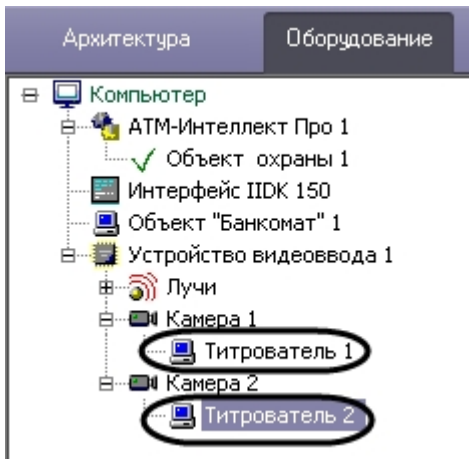 Архитектура Оборудование
Компьютер
АТМ-Интеллект Про 1
Объект охраны 1
Интерфейс IIDK 150
Объект "Банкомат" 1
Устройство видеоввода 1
Лучи
Камера 1
Титрователь 1
Камера 2
Титрователь 2